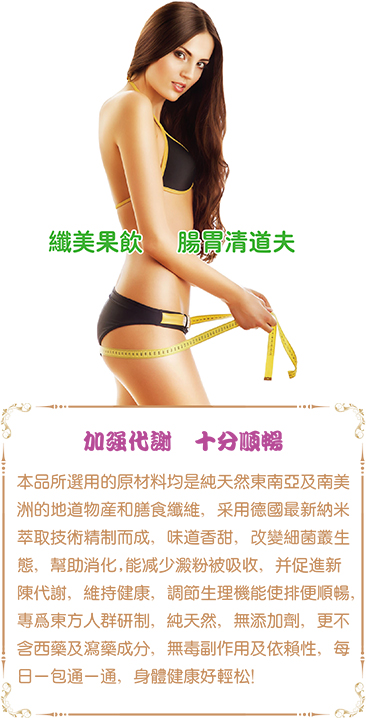 纖美果飲 腸胃清道夫
加强代謝 十分順暢
本品所選用的原材料均是純天然東南亞及南美
洲的地道物産和膳食纖維，采用德國最新納米
萃取技術精制而成，味道香甜，改變細菌叢生
態，幫助消化,能减少澱粉被吸收，并促進新
陳代謝，維持健康，調節生理機能使排便順暢，
專爲東方人群研制，純天然，無添加劑，更不
含西藥及瀉藥成分，無毒副作用及依賴性，每
日一包通一通，身體健康好輕松!